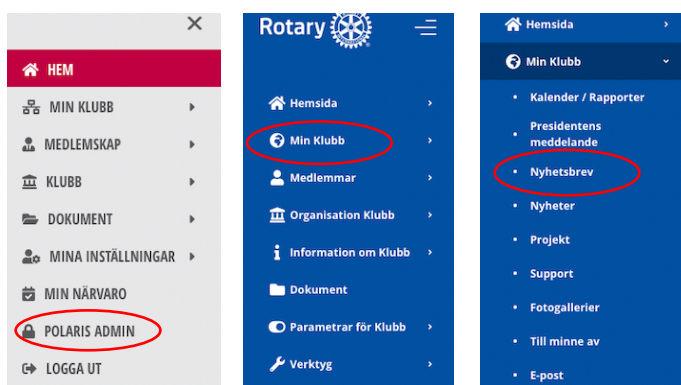 HEM
MIN KLUBB
MEDLEMSKAP
KLUBB
DOKUMENT
MINA INSTÄLLNINGAR
MIN NÄRVARO
POLARIS ADMIN
LOGGA UT
Rotary
Hemsida
Min Klubb
Medlemmar
Organisation Klubb
Information om Klubb
Dokument
Parametrar för Klubb
Verktyg
Hemsida
Min Klubb
Kalender / Rapporter
Presidentens
meddelande
Nyhetsbrev
Nyheter
Projekt
Support
Fotogallerier
Till minne av
E-post